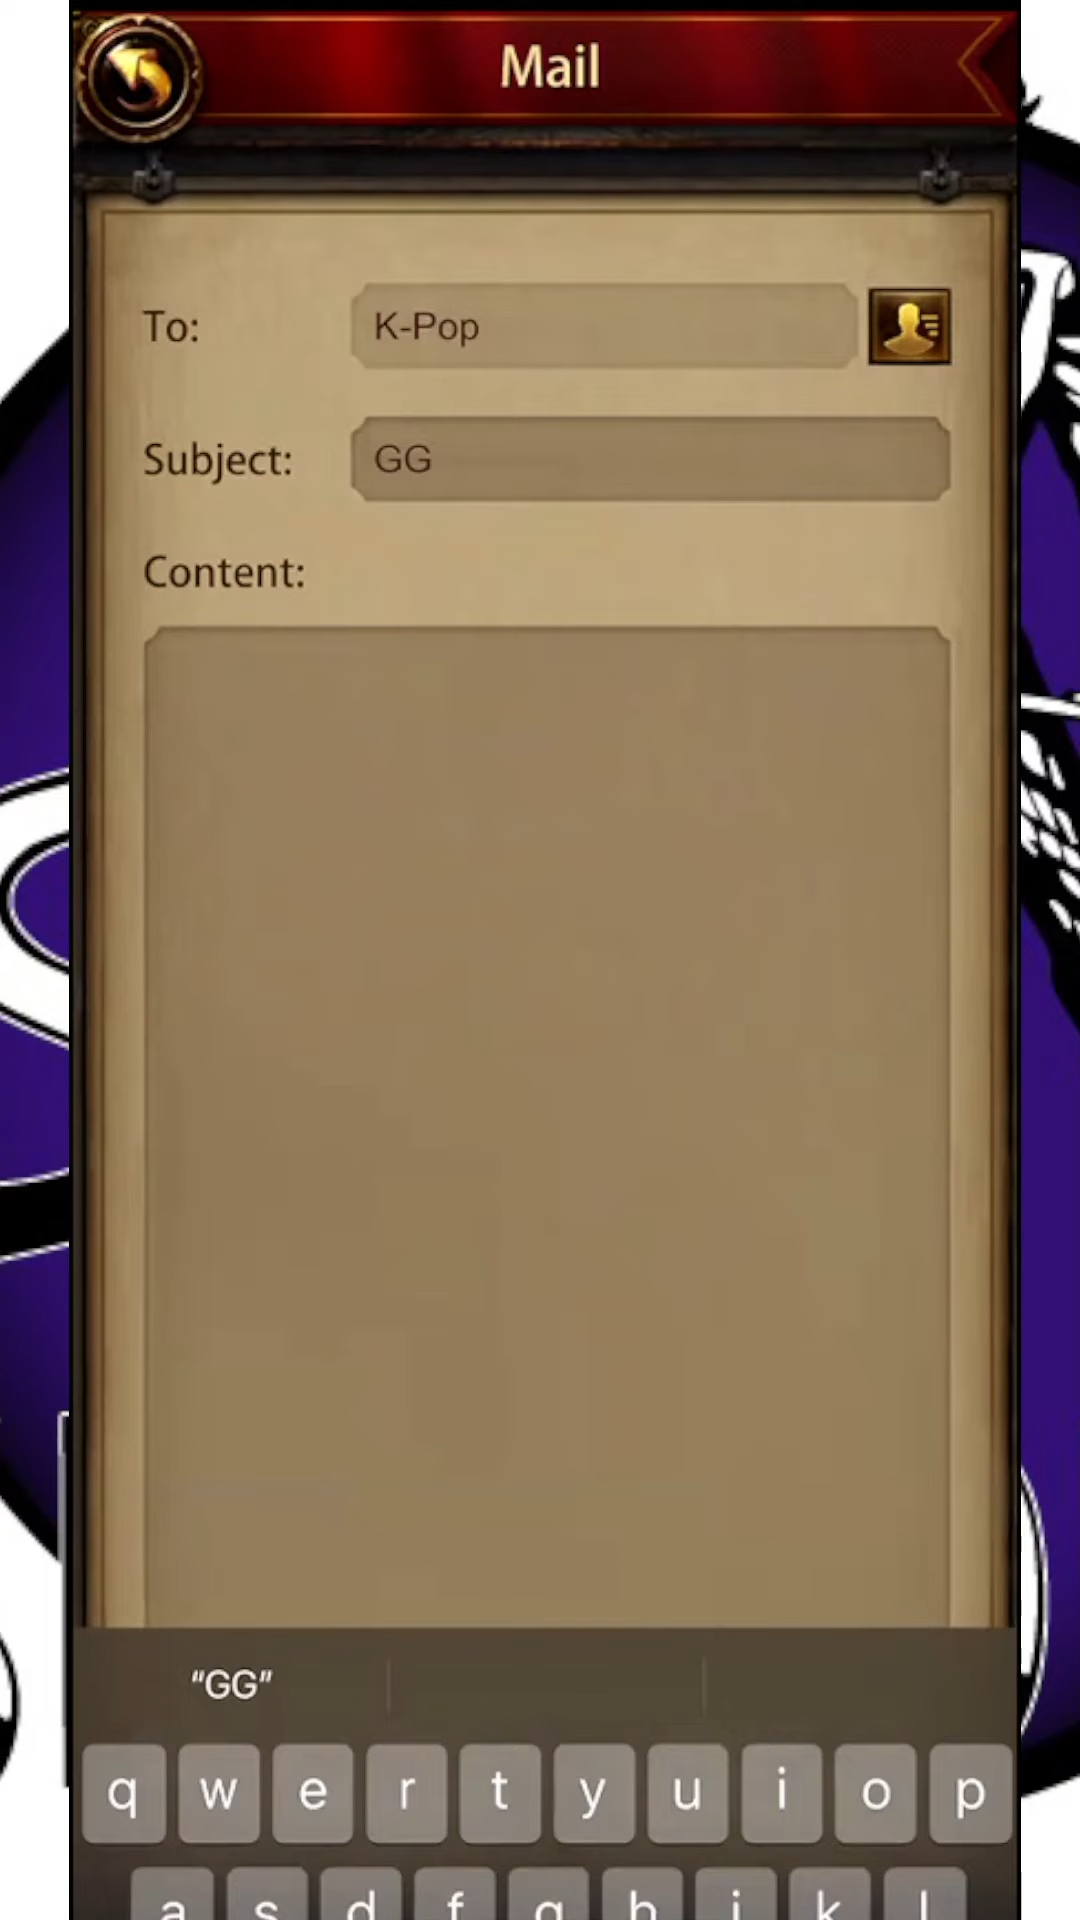 Mail
To: K-Pop
Subject: GG
Content:
“GG”
q w e r t y u i o p
a s d f g h j k l